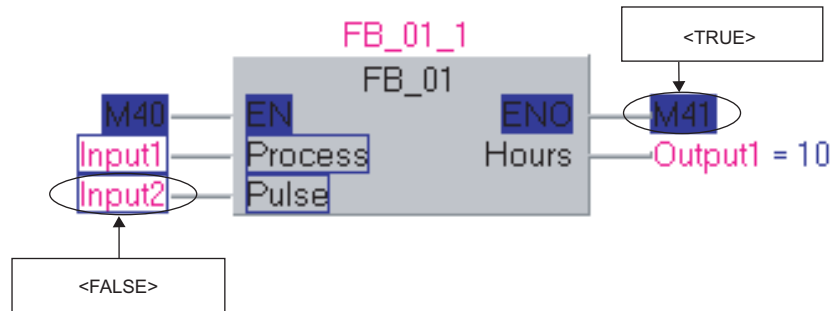 FB_01_1
<TRUE>
FB_01
M40 EN ENO M41
Input1 Process Hours Output1 = 10
Input2 Pulse
<FALSE>